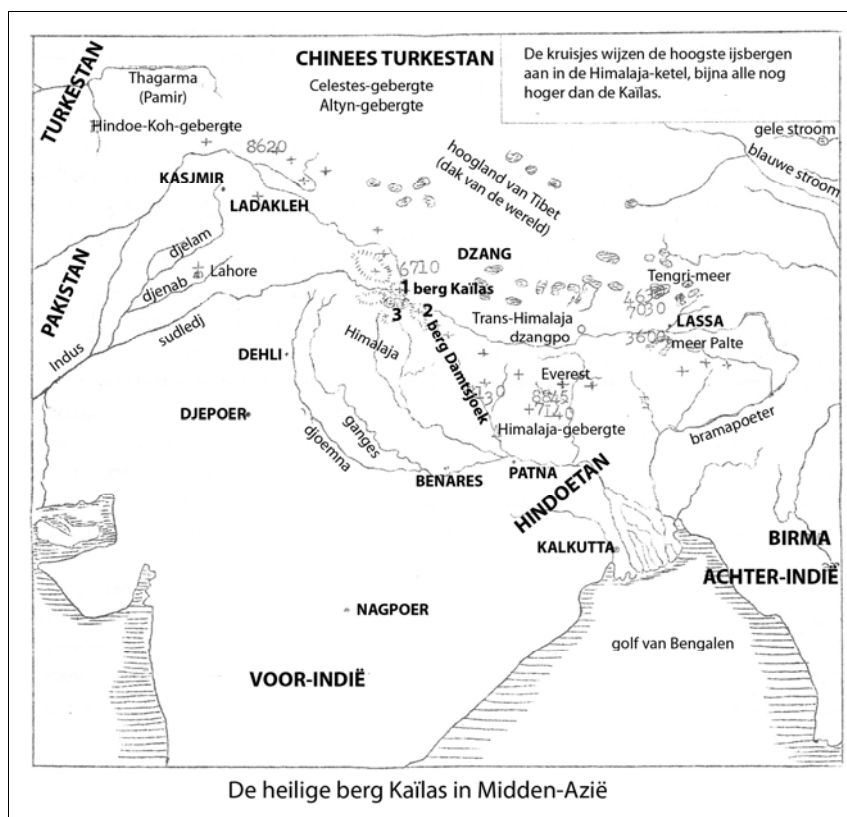 CHINEES TURKESTAN
De kruisjes wijzen de hoogste ijsbergen
aan in de Himalaja-ketel, bijna alle nog
hoger dan de Kaïlas.
TURKESTAN
Thagarma
(Pamir)
Celestes-gebergte
Altyn-gebergte
Hindoe-Koh-gebergte
8620
gele stroom
blauwe stroom
hoogland van Tibet
(dak van de wereld)
KASJMIR
LADAKLEH
djelam
DZANG
PAKISTAN
Lahore
djenab
6710
1 berg Kaïlas
Tengri-meer
7030
Indus
sudledj
3
2 berg Damtsjoek
Trans-Himalaja
dzangpo
LASSA
meer Palte
DEHLI
Himalaja
Everest
8845
7140
DJEPOER
ganges
djoemna
Himalaja-gebergte
bramapoeter
BENARES
PATNA
HINDOETAN
KALKUTTA
BIRMA
ACHTER-INDIË
NAGPOER
golf van Bengalen
VOOR-INDIË
De heilige berg Kaïlas in Midden-Azië